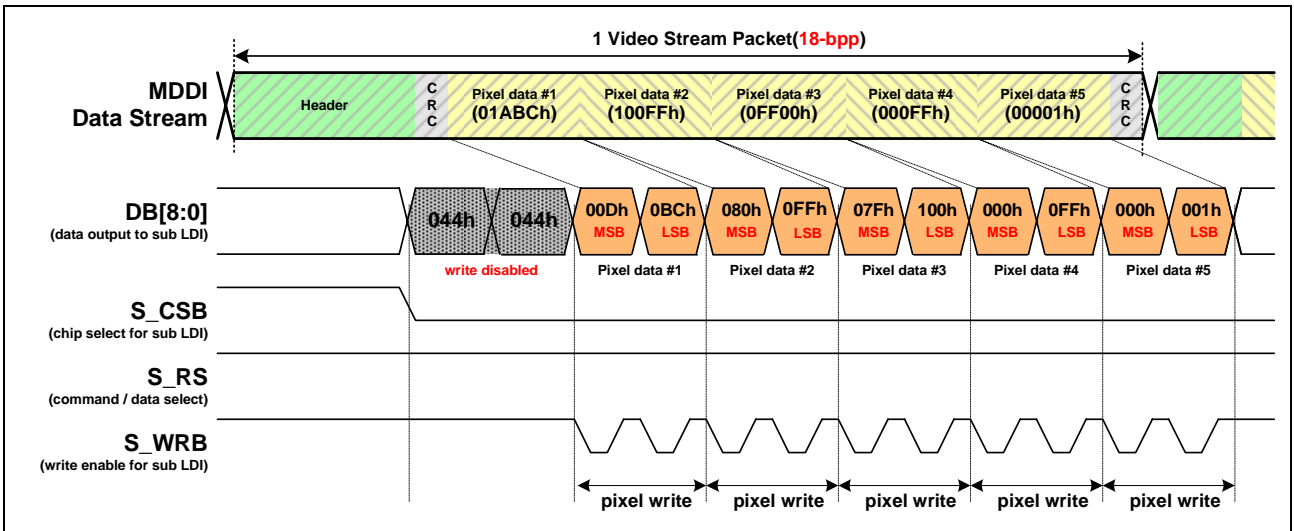 1 Video Stream Packet(18-bpp)
MDDI
Data Stream
Header
C
R
C
Pixel data #1
(01ABCh)
Pixel data #2
(100FFh)
Pixel data #3
(0FF00h)
Pixel data #4
(000FFh)
Pixel data #5
(00001h)
C
R
C
DB[8:0]
(data output to sub LDI)
044h
044h
write disabled
00Dh
MSB
0BCh
LSB
Pixel data #1
080h
MSB
0FFh
LSB
Pixel data #2
07Fh
MSB
100h
LSB
Pixel data #3
000h
MSB
0FFh
LSB
Pixel data #4
000h
MSB
001h
LSB
Pixel data #5
S_CSB
(chip select for sub LDI)
S_RS
(command / data select)
S_WRB
(write enable for sub LDI)
pixel write
pixel write
pixel write
pixel write
pixel write